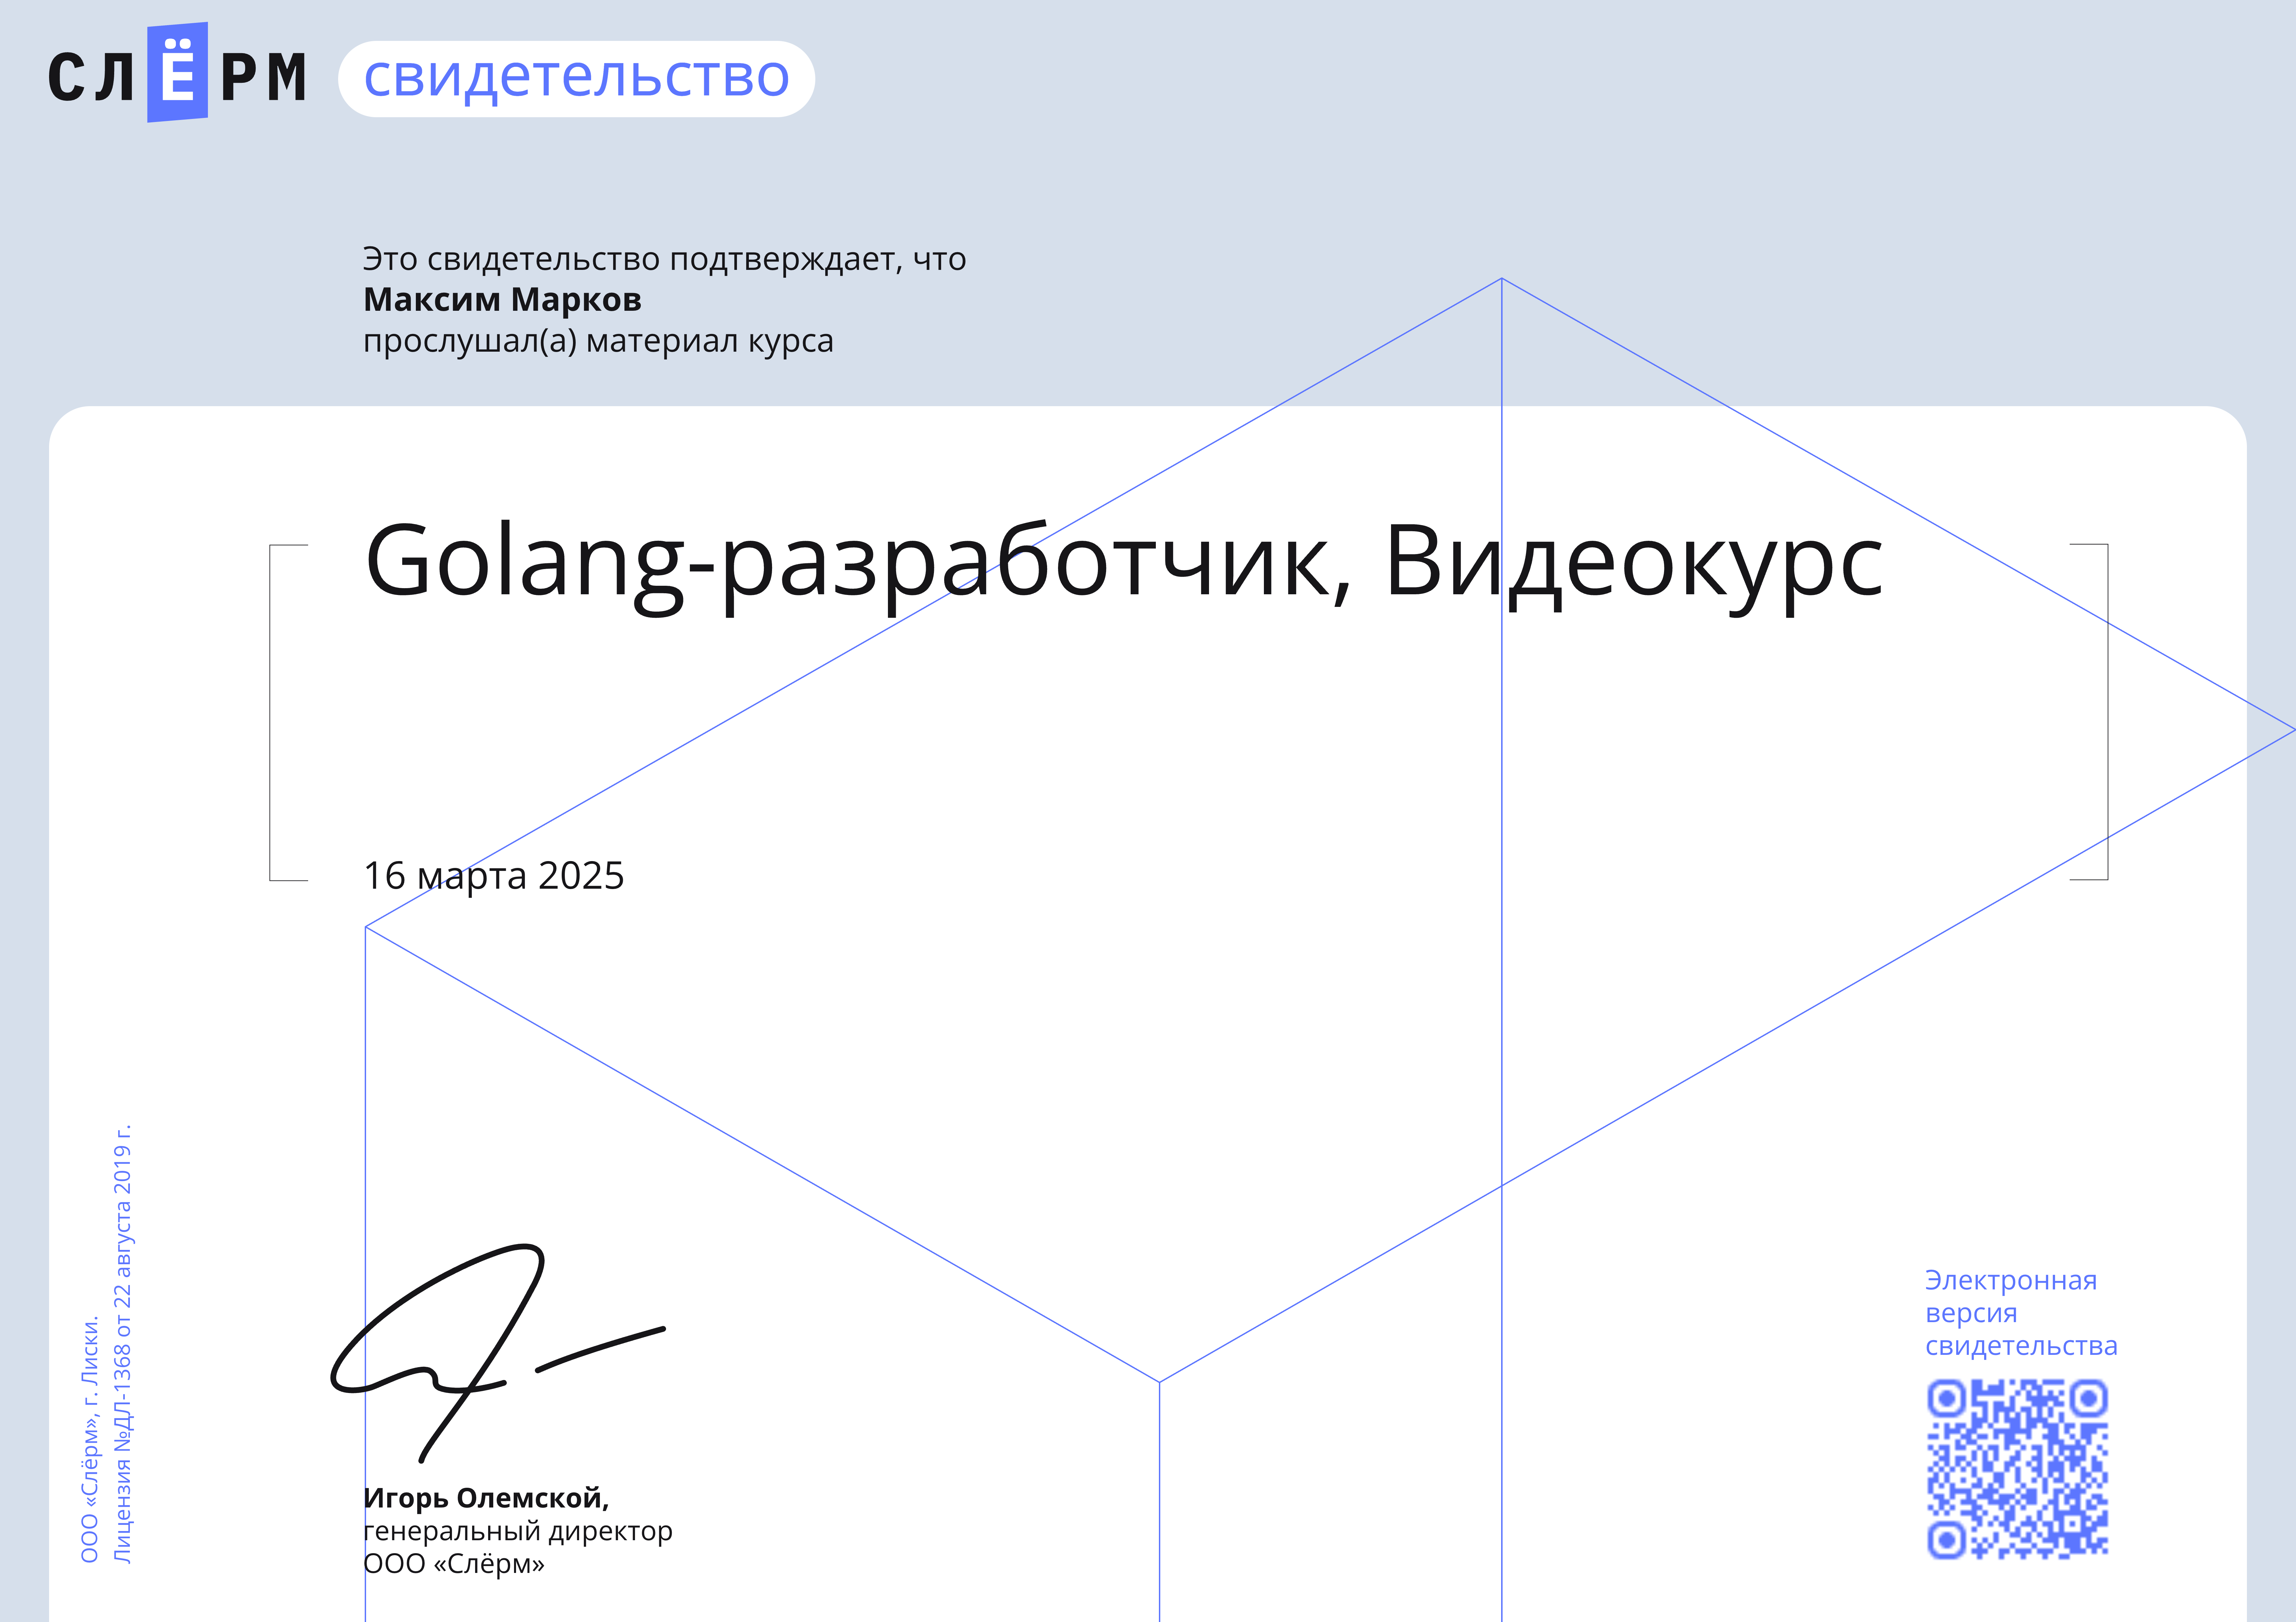 СЛЁРМ свидетельство
Это свидетельство подтверждает, что
Максим Марков
прослушал(а) материал курса
Golang-разработчик, Видеокурс
16 марта 2025
ООО «Слёрм», г. Лиски.
Лицензия №ДЛ-1368 от 22 августа 2019 г.
Игорь Олемской,
генеральный директор
ООО «Слёрм»
Электронная
версия
свидетельства